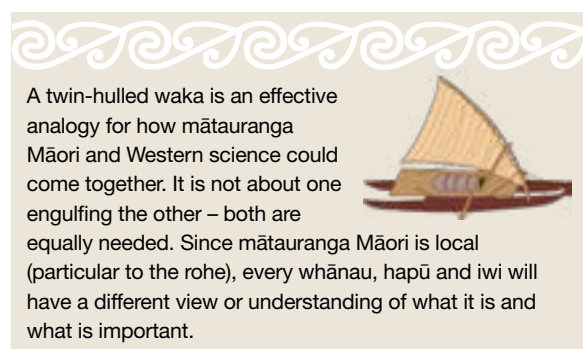 A twin-hulled waka is an effective
analogy for how mātauranga
Māori and Western science could
come together. It is not about one
engulfing the other – both are
equally needed. Since mātauranga Māori is local
(particular to the rohe), every whānau, hapū and iwi will
have a different view or understanding of what it is and
what is important.